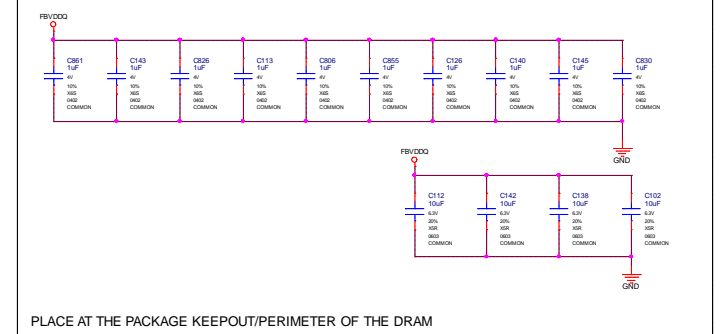 FBVDDQ
C861 C143 C826 C113 C806 C855 C126 C140 C145 C830
1uF 1uF 1uF 1uF 1uF 1uF 1uF 1uF 1uF 1uF
4V 4V 4V 4V 4V 4V 4V 4V 4V 4V
10% 10% 10% 10% 10% 10% 10% 10% 10% 10%
X6S X6S X6S X6S X6S X6S X6S X6S X6S X6S
0402 0402 0402 0402 0402 0402 0402 0402 0402 0402
COMMON COMMON COMMON COMMON COMMON COMMON COMMON COMMON COMMON COMMON
GND
FBVDDQ
C112 C142 C138 C102
10uF 10uF 10uF 10uF
6.3V 6.3V 6.3V 6.3V
20% 20% 20% 20%
X5R X5R X5R X5R
0603 0603 0603 0603
COMMON COMMON COMMON COMMON
GND
PLACE AT THE PACKAGE KEEPOUT/PERIMETER OF THE DRAM